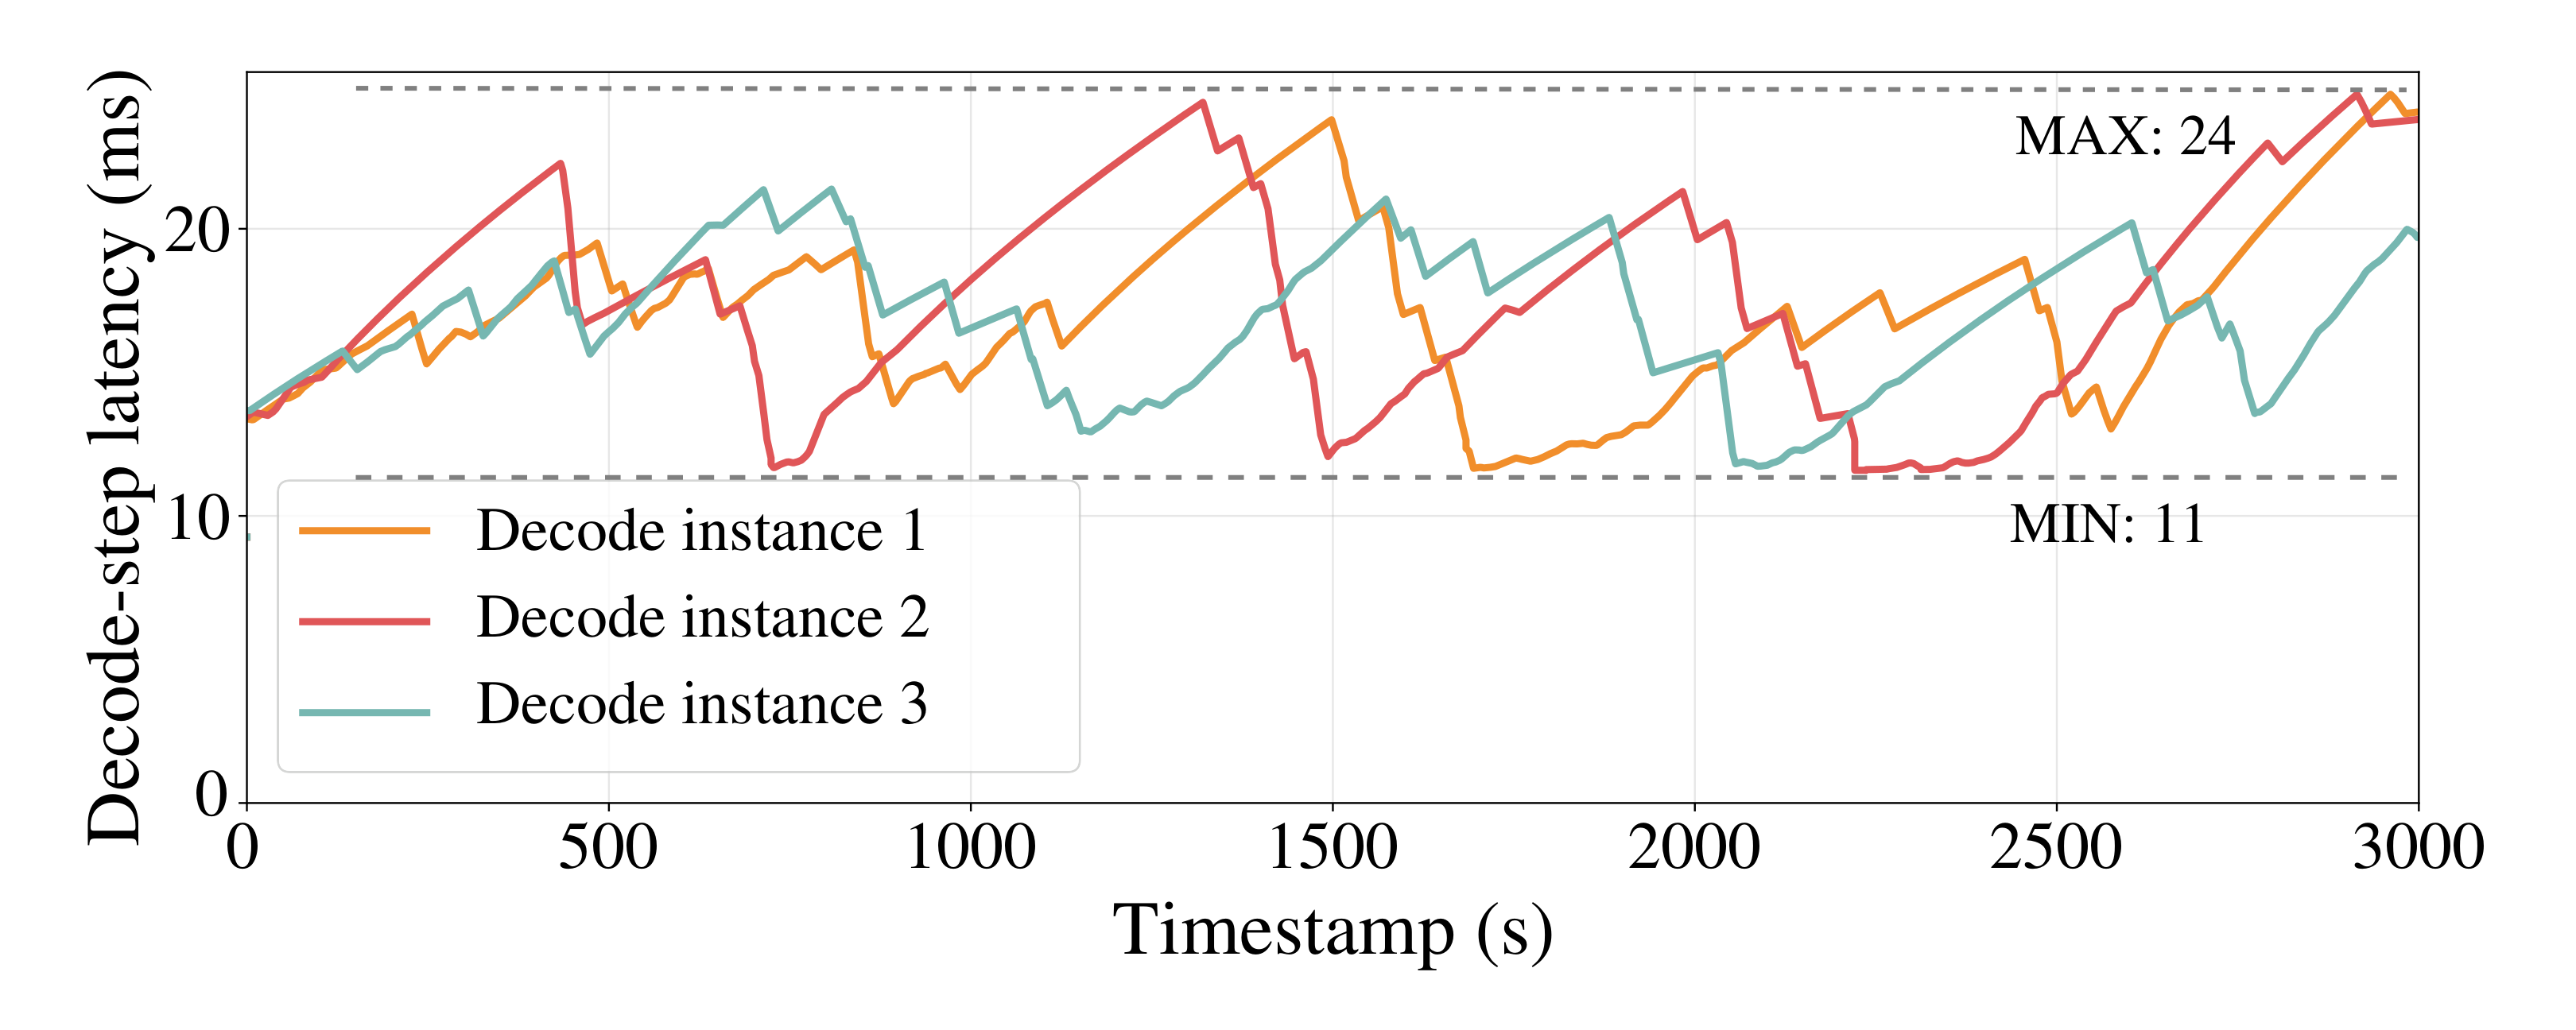 Decode-step latency (ms)
20
10
0
MAX: 24
MIN: 11
Decode instance 1
Decode instance 2
Decode instance 3
0 500 1000 1500 2000 2500 3000
Timestamp (s)